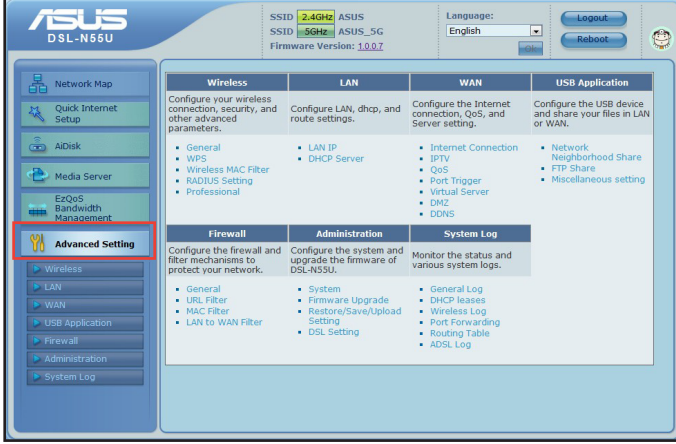 ASUS
DSL-N55U
SSID 2.4GHz ASUS
SSID 5GHz ASUS_5G
Firmware Version: 1.0.0.7
Language:
English
Ok
Logout
Reboot
Network Map
Quick Internet
Setup
AiDisk
Media Server
EzQoS
Bandwidth
Management
Advanced Setting
Wireless
LAN
WAN
USB Application
Firewall
Administration
System Log
Wireless
Configure your wireless
connection, security, and
other advanced
parameters.
General
WPS
Wireless MAC Filter
RADIUS Setting
Professional
LAN
Configure LAN, dhcp, and
route settings.
LAN IP
DHCP Server
WAN
Configure the Internet
connection, QoS, and
Server setting.
Internet Connection
IPTV
QoS
Port Trigger
Virtual Server
DMZ
DDNS
USB Application
Configure the USB device
and share your files in LAN
or WAN.
Network
Neighborhood Share
FTP Share
Miscellaneous setting
Firewall
Configure the firewall and
filter mechanisms to
protect your network.
General
URL Filter
MAC Filter
LAN to WAN Filter
Administration
Configure the system and
upgrade the firmware of
DSL-N55U.
System
Firmware Upgrade
Restore/Save/Upload
Setting
DSL Setting
System Log
Monitor the status and
various system logs.
General Log
DHCP leases
Wireless Log
Port Forwarding
Routing Table
ADSL Log